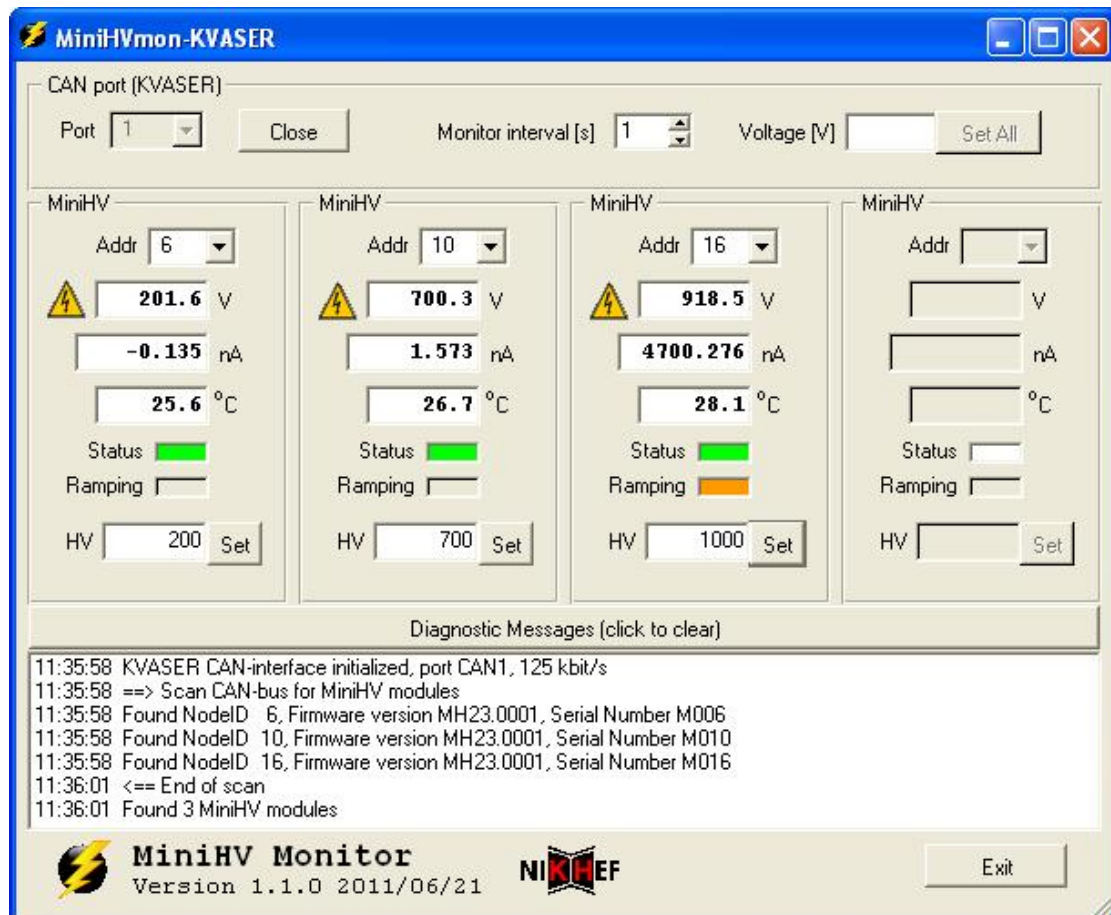 MiniHVmon-KVASER
CAN port (KVASER)
Port 1 Close Monitor interval [s] 1 Voltage [V] Set All
MiniHV MiniHV MiniHV MiniHV
Addr 6 Addr 10 Addr 16 Addr
201.6 V 700.3 V 918.5 V V
-0.135 nA 1.573 nA 4700.276 nA nA
25.6 °C 26.7 °C 28.1 °C °C
Status Status Status Status
Ramping Ramping Ramping Ramping
HV 200 Set HV 700 Set HV 1000 Set HV Set
Diagnostic Messages (click to clear)
11:35:58 KVASER CAN-interface initialized, port CAN1, 125 kbit/s
11:35:58 ==> Scan CAN-bus for MiniHV modules
11:35:58 Found NodeID 6, Firmware version MH23.0001, Serial Number M006
11:35:58 Found NodeID 10, Firmware version MH23.0001, Serial Number M010
11:35:58 Found NodeID 16, Firmware version MH23.0001, Serial Number M016
11:36:01 <== End of scan
11:36:01 Found 3 MiniHV modules
MiniHV Monitor
Version 1.1.0 2011/06/21
NIKHEF
Exit